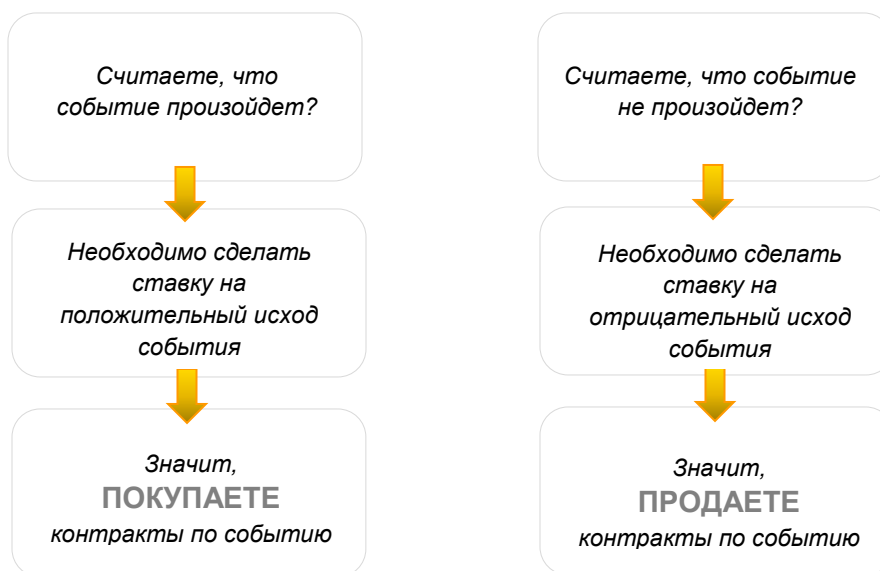 Считаете, что
событие произойдет?
Необходимо сделать
ставку на
положительный исход
события
Значит,
ПОКУПАЕТЕ
контракты по событию
Считаете, что событие
не произойдет?
Необходимо сделать
ставку на
отрицательный исход
события
Значит,
ПРОДАЕТЕ
контракты по событию